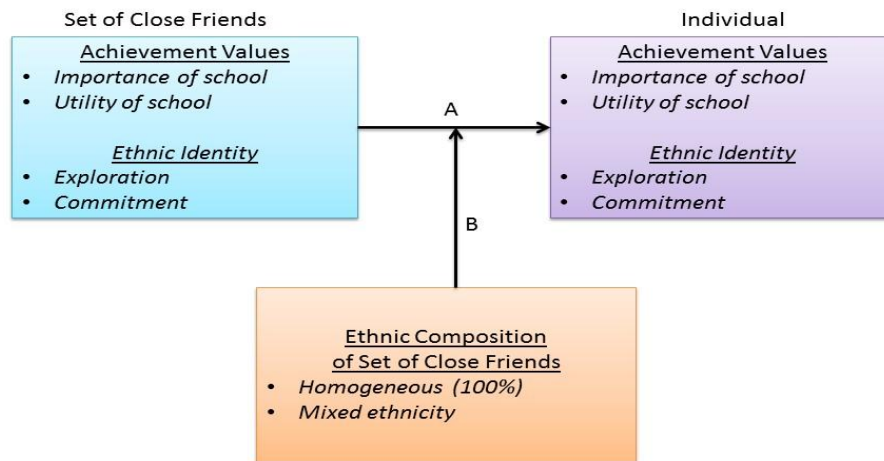 Set of Close Friends
Achievement Values
• Importance of school
• Utility of school
Ethnic Identity
• Exploration
• Commitment
A
Individual
Achievement Values
• Importance of school
• Utility of school
Ethnic Identity
• Exploration
• Commitment
B
Ethnic Composition
of Set of Close Friends
• Homogeneous (100%)
• Mixed ethnicity